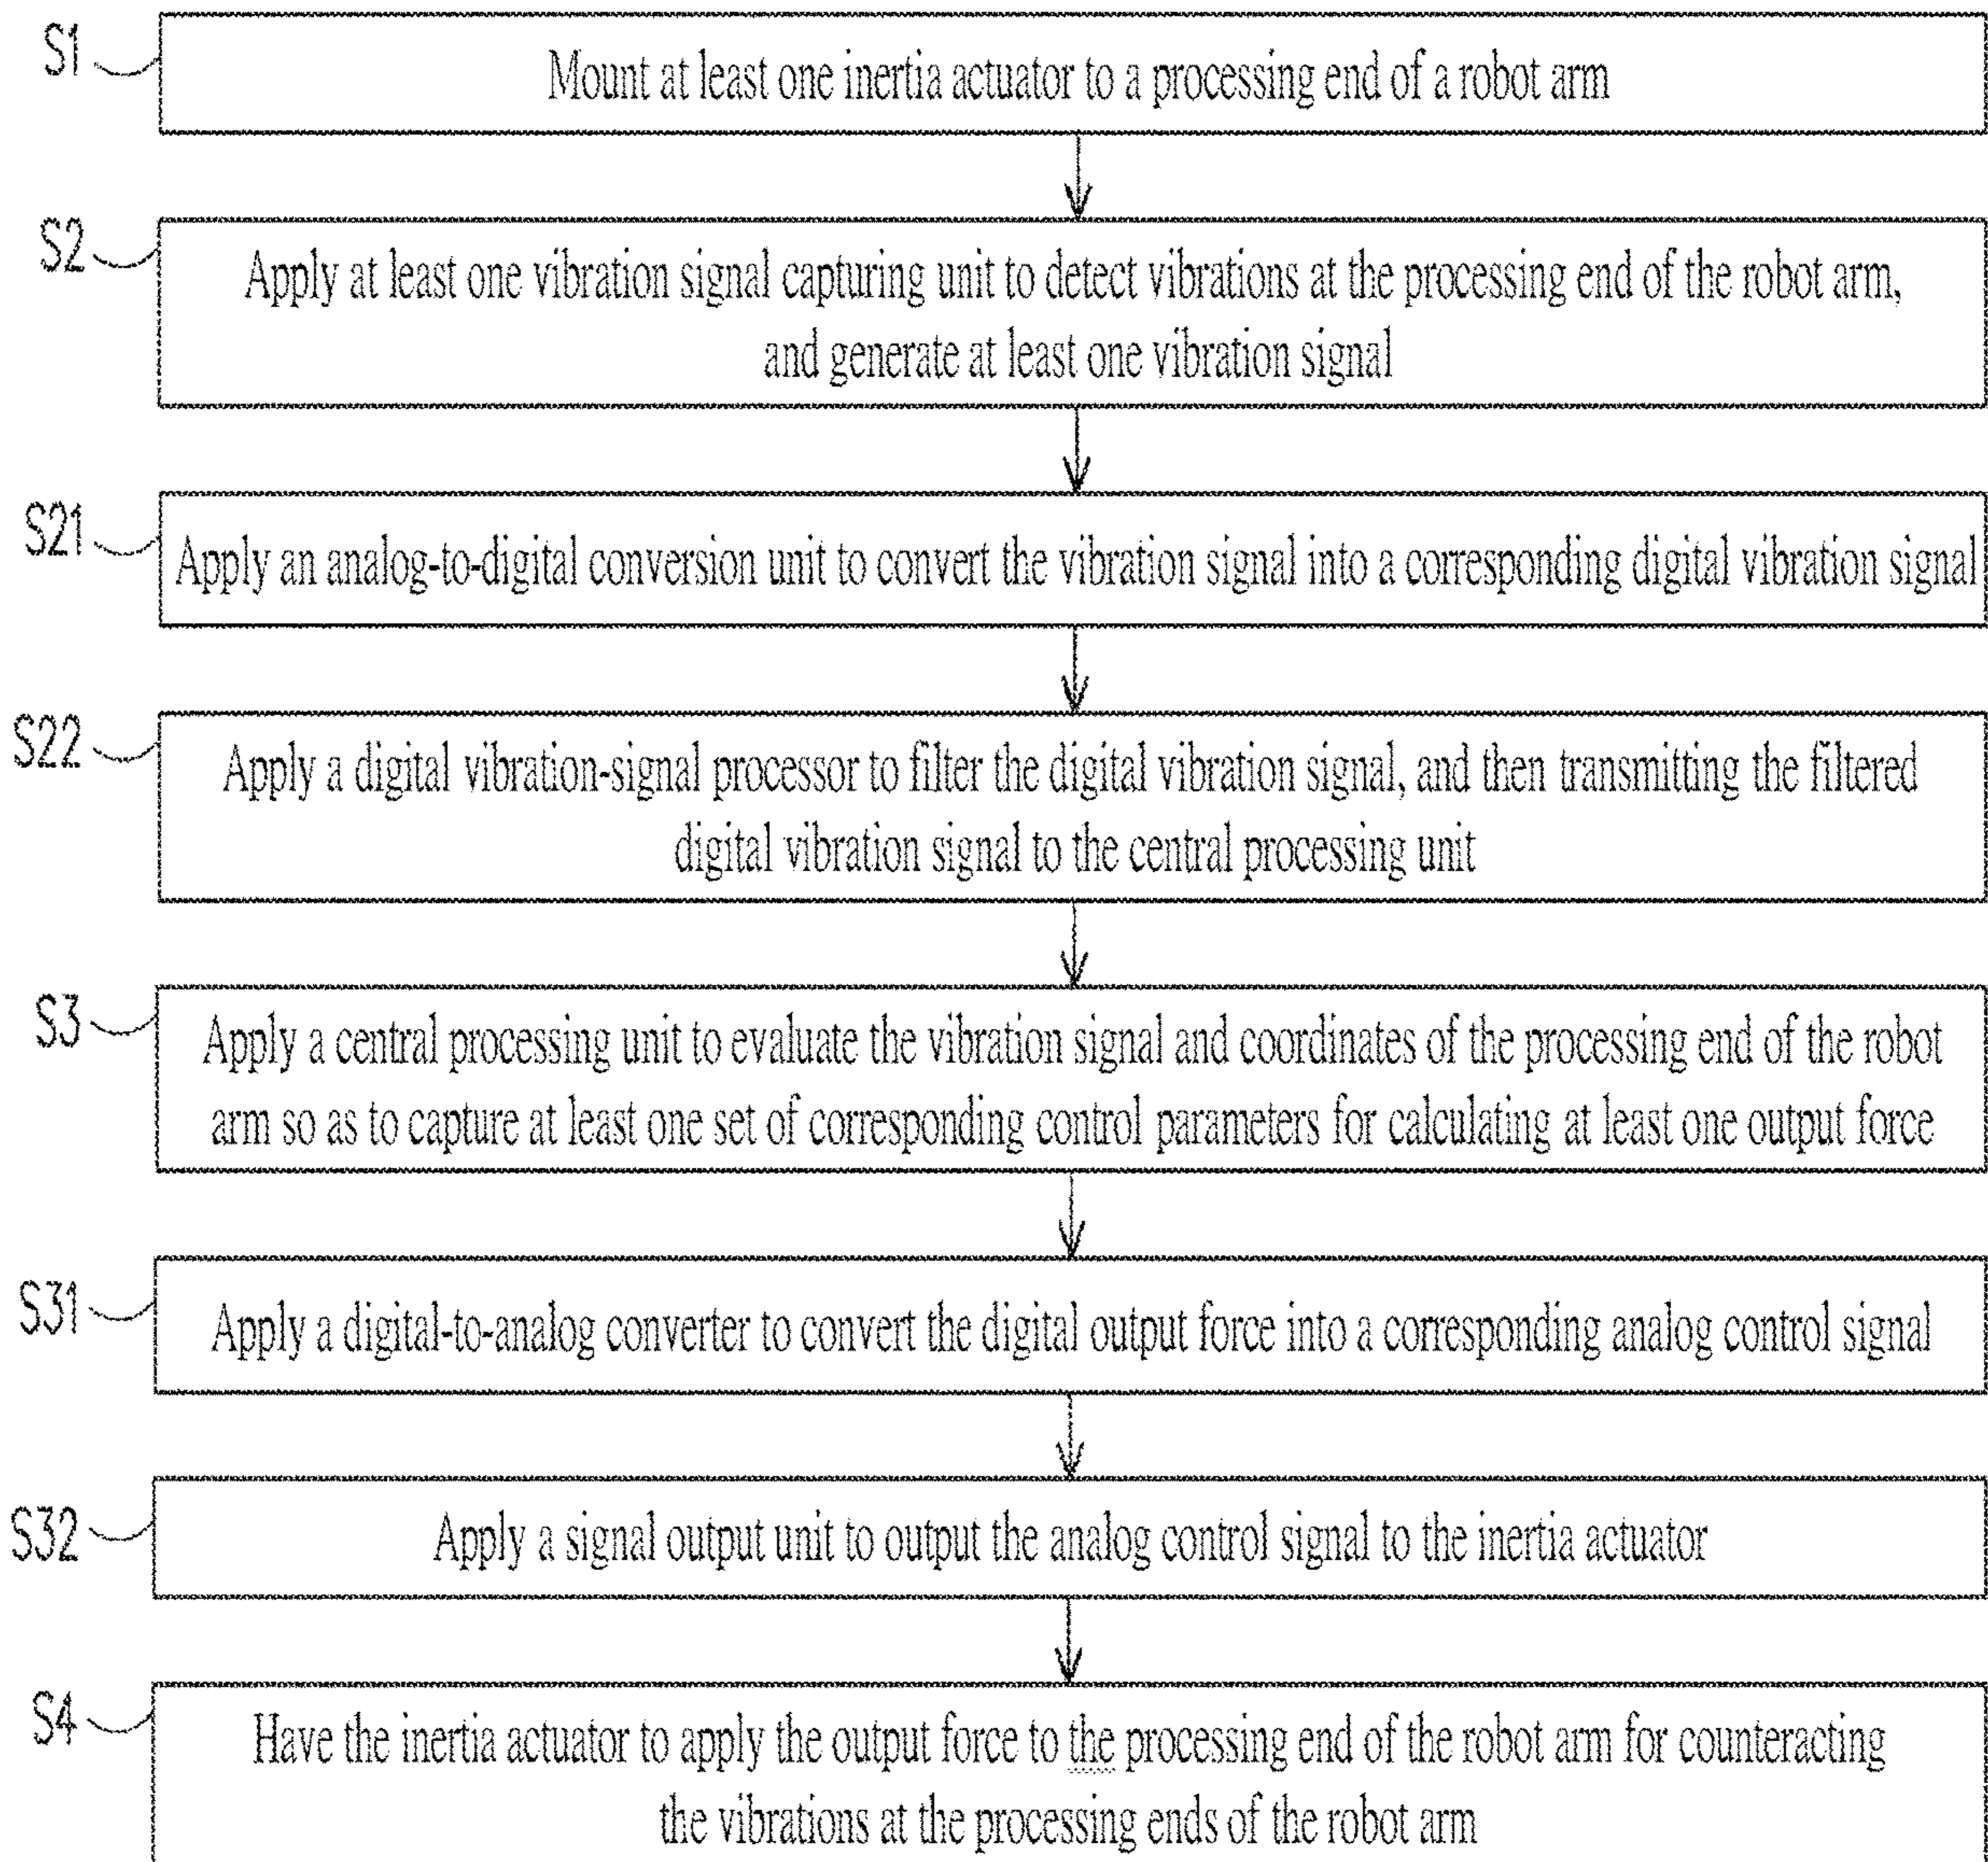 S1
Mount at least one inertia actuator to a processing end of a robot arm
S2
Apply at least one vibration signal capturing unit to detect vibrations at the processing end of the robot arm,
and generate at least one vibration signal
S21
Apply an analog-to-digital conversion unit to convert the vibration signal into a corresponding digital vibration signal
S22
Apply a digital vibration-signal processor to filter the digital vibration signal, and then transmitting the filtered
digital vibration signal to the central processing unit
S3
Apply a central processing unit to evaluate the vibration signal and coordinates of the processing end of the robot
arm so as to capture at least one set of corresponding control parameters for calculating at least one output force
S31
Apply a digital-to-analog converter to convert the digital output force into a corresponding analog control signal
S32
Apply a signal output unit to output the analog control signal to the inertia actuator
S4
Have the inertia actuator to apply the output force to the processing end of the robot arm for counteracting
the vibrations at the processing ends of the robot arm